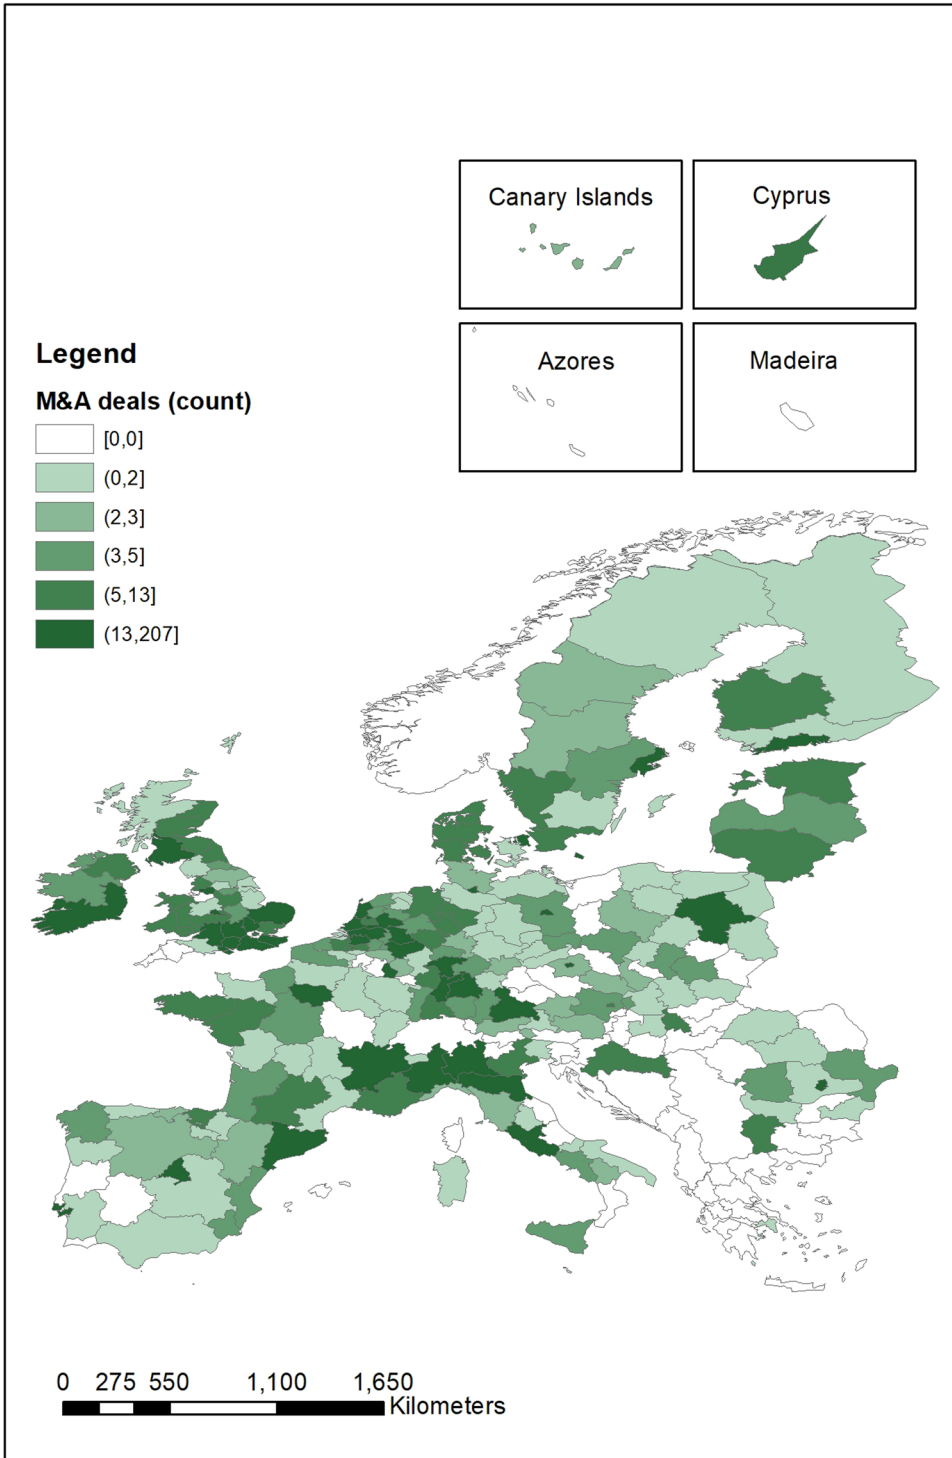 Canary Islands
Cyprus
Azores
Madeira
Legend
M&A deals (count)
[0,0]
(0,2]
(2,3]
(3,5]
(5,13]
(13,207]
0 275 550 1,100 1,650
Kilometers